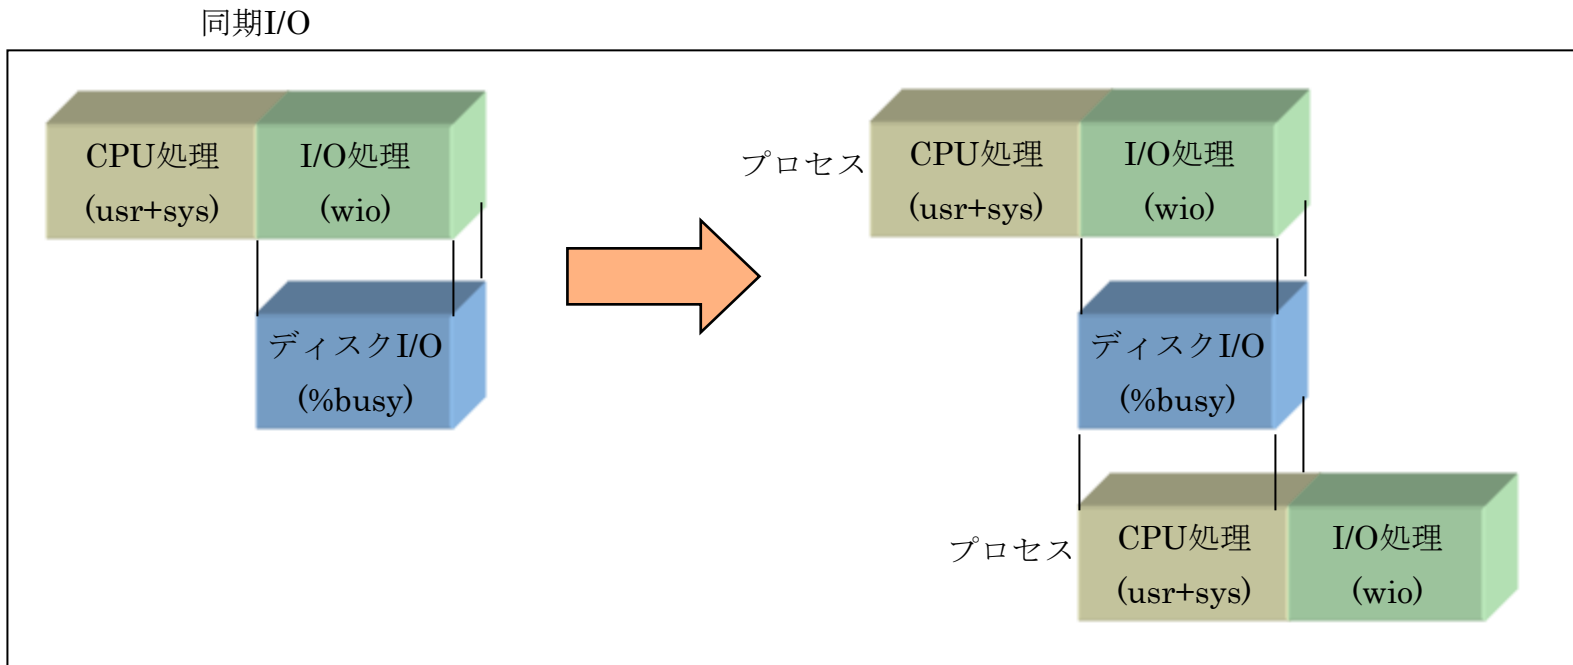 同期I/O
CPU処理
(usr+sys)
I/O処理
(wio)
ディスクI/O
(%busy)
プロセス
CPU処理
(usr+sys)
I/O処理
(wio)
ディスクI/O
(%busy)
プロセス
CPU処理
(usr+sys)
I/O処理
(wio)